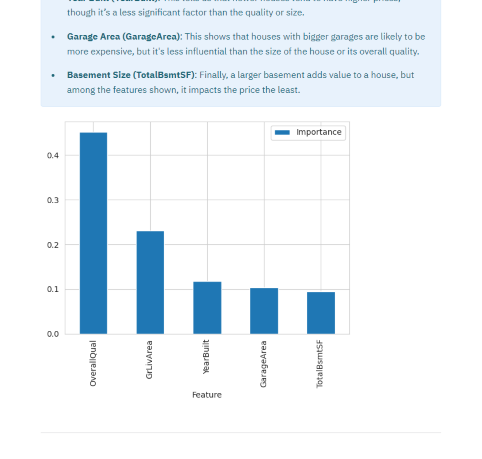 though it's a less significant factor than the quality or size.
• Garage Area (GarageArea): This shows that houses with bigger garages are likely to be
more expensive, but it's less influential than the size of the house or its overall quality.
• Basement Size (TotalBsmtSF): Finally, a larger basement adds value to a house, but
among the features shown, it impacts the price the least.
Importance
0.4
0.3
0.2
0.1
0.0
OverallQual
GrLivArea
YearBuilt
GarageArea
TotalBsmtSF
Feature